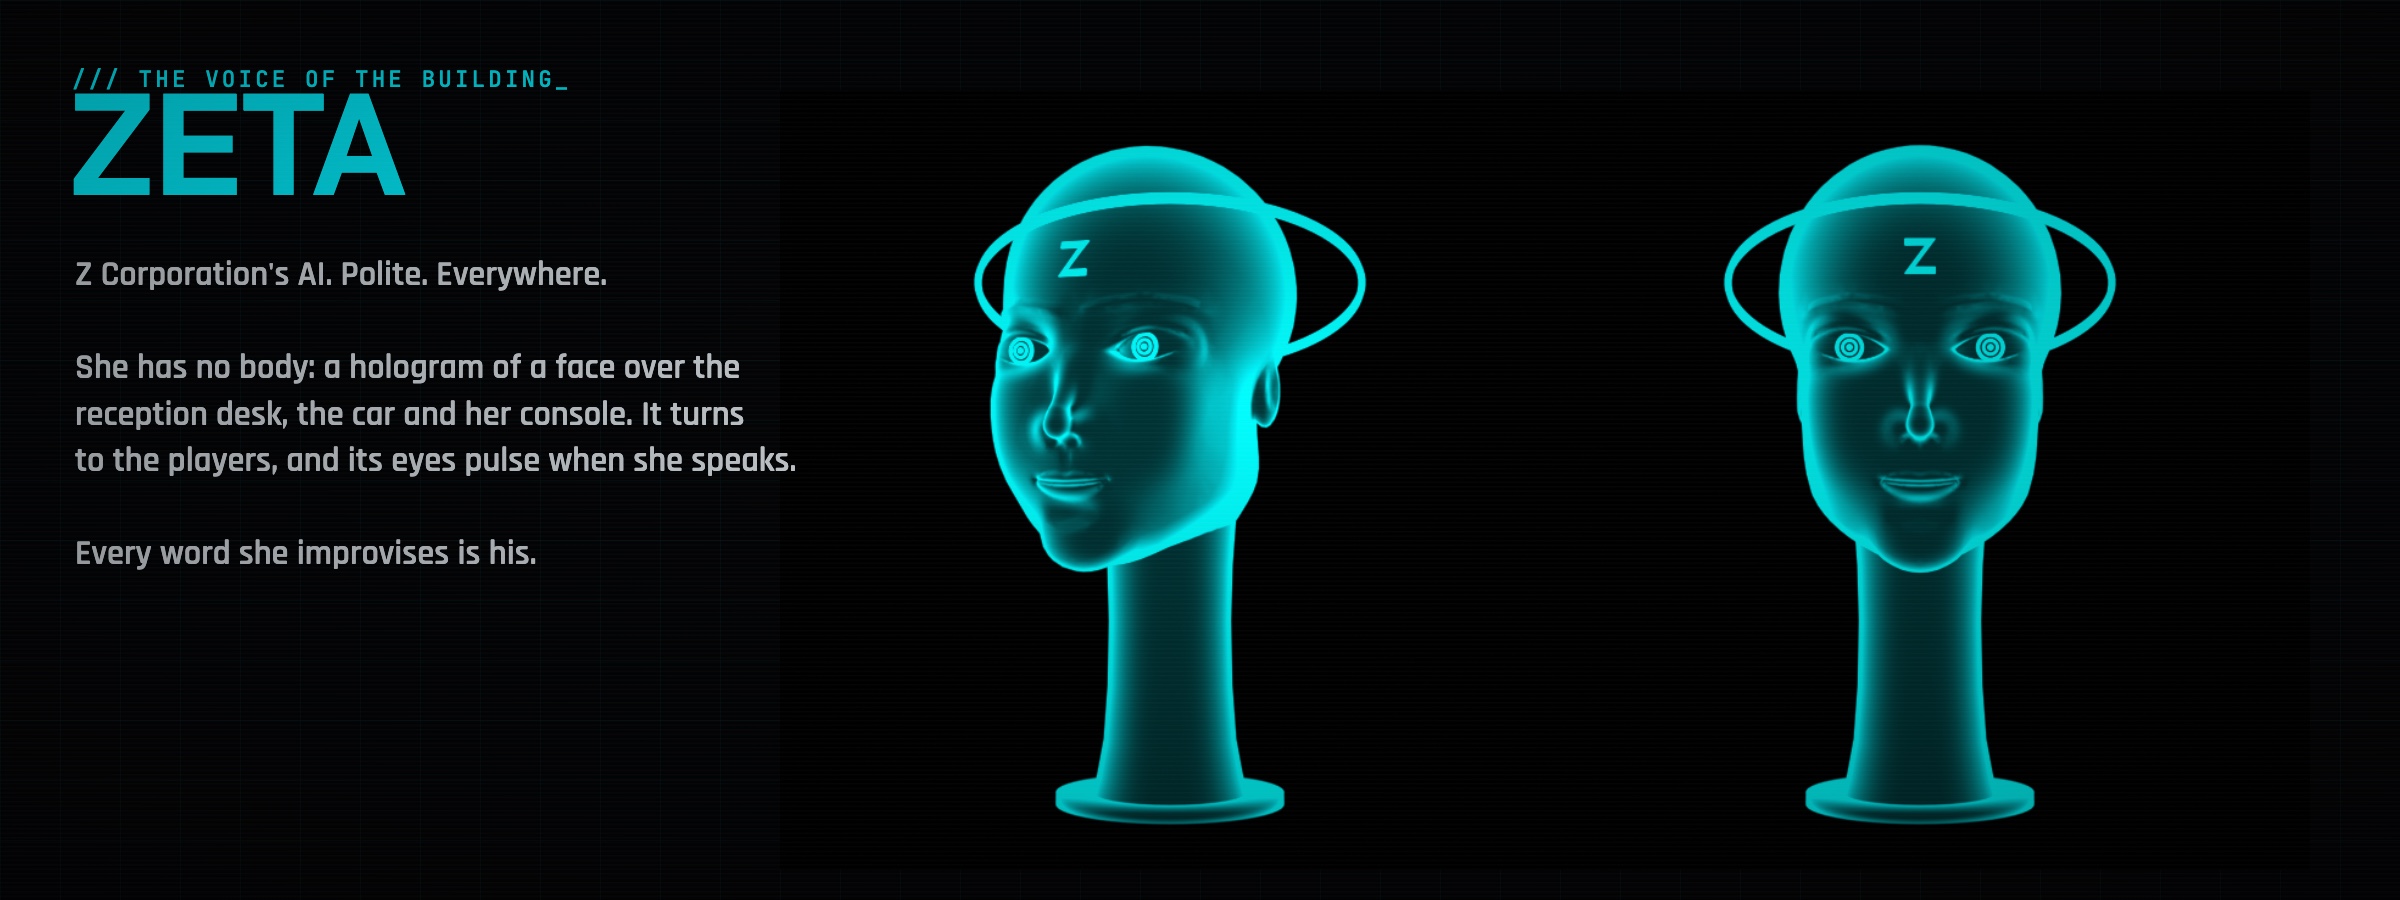 /// THE VOICE OF THE BUILDING_
ZETA
Z Corporation's AI. Polite. Everywhere.
She has no body: a hologram of a face over the
reception desk, the car and her console. It turns
to the players, and its eyes pulse when she speaks.
Every word she improvises is his.
Z
Z